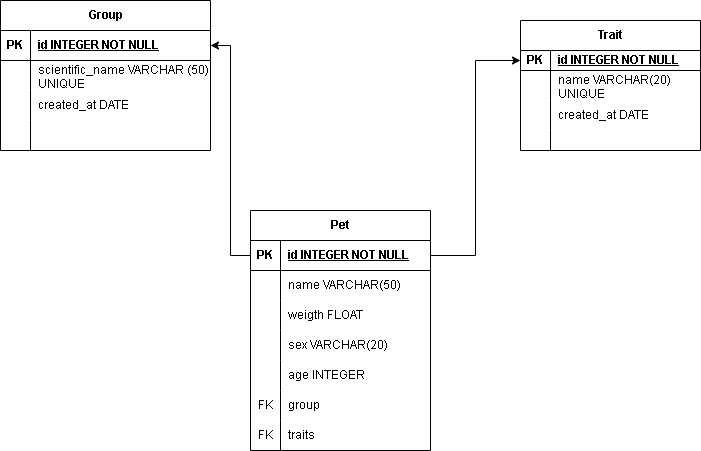 Group
PK id INTEGER NOT NULL
scientific_name VARCHAR (50)
UNIQUE
created_at DATE
Trait
PK id INTEGER NOT NULL
name VARCHAR(20)
UNIQUE
created_at DATE
Pet
PK id INTEGER NOT NULL
name VARCHAR(50)
weigth FLOAT
sex VARCHAR(20)
age INTEGER
FK group
FK traits